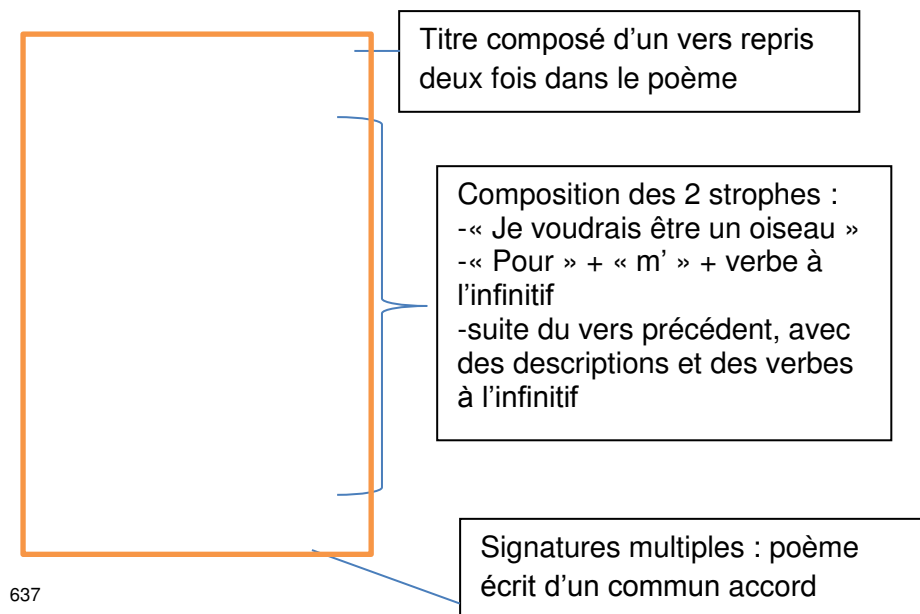 Titre composé d’un vers repris
deux fois dans le poème
Composition des 2 strophes :
-« Je voudrais être un oiseau »
-« Pour » + « m’ » + verbe à
l’infinitif
-suite du vers précédent, avec
des descriptions et des verbes
à l’infinitif
Signatures multiples : poème
écrit d’un commun accord
637